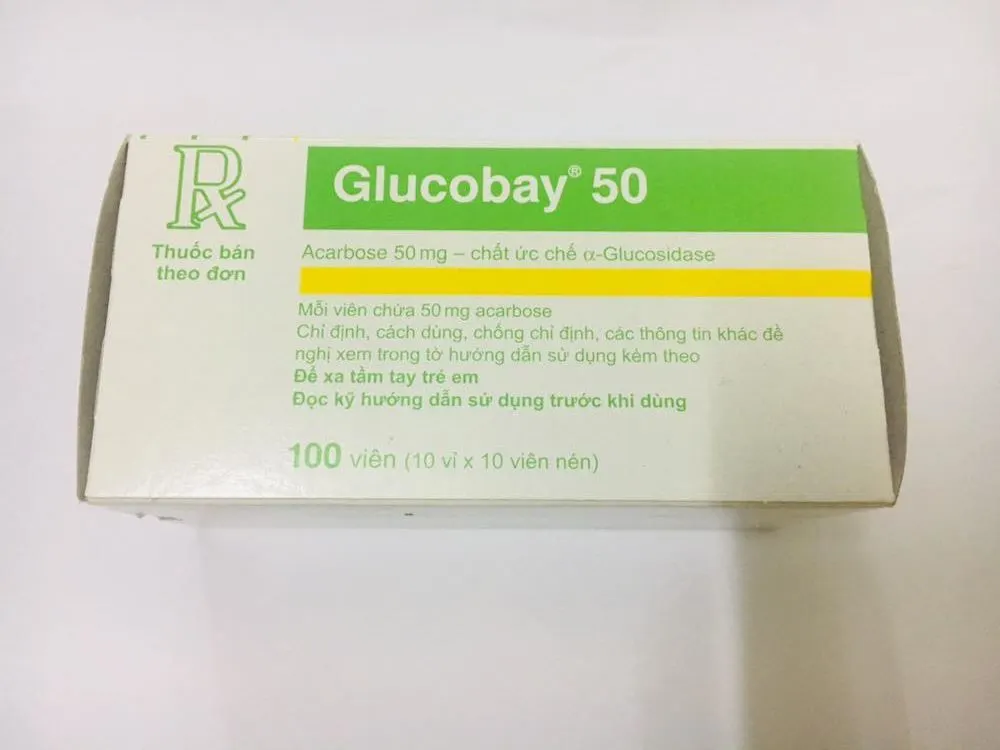 Rx
Thuốc bán
theo đơn
Glucobay® 50
Acarbose 50 mg – chất ức chế α-Glucosidase
Mỗi viên chứa 50 mg acarbose
Chỉ định, cách dùng, chống chỉ định, các thông tin khác đề
nghị xem trong tờ hướng dẫn sử dụng kèm theo
Để xa tầm tay trẻ em
Đọc kỹ hướng dẫn sử dụng trước khi dùng
100 viên (10 vỉ x 10 viên nén)